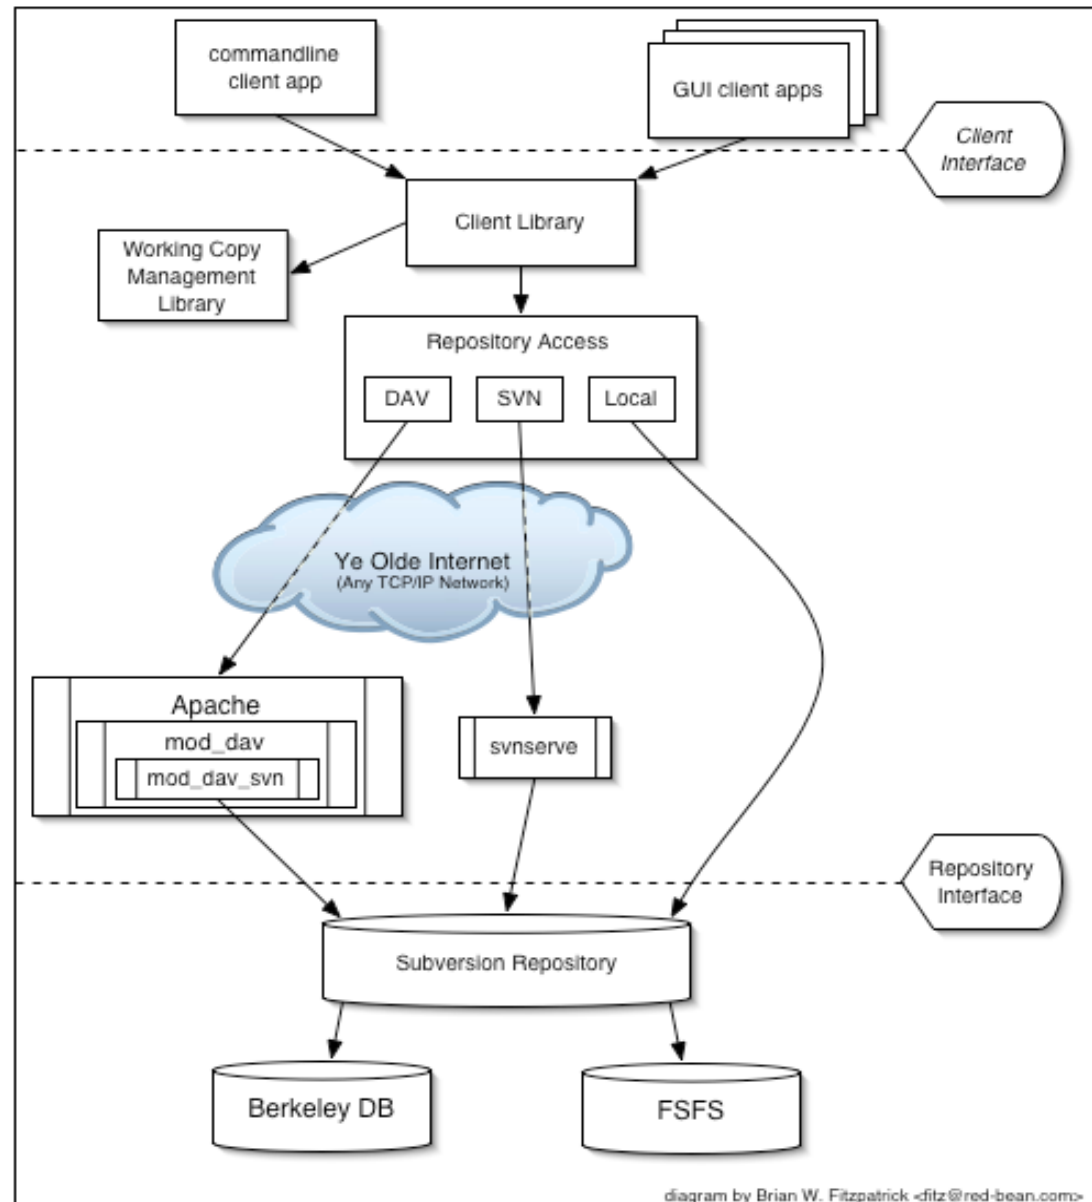 commandline
client app
GUI client apps
Client
Interface
Client Library
Working Copy
Management
Library
Repository Access
DAV
SVN
Local
Ye Olde Internet
(Any TCP/IP Network)
Apache
mod_dav
mod_dav_svn
svnserve
Repository
Interface
Subversion Repository
Berkeley DB
FSFS
diagram by Brian W. Fitzpatrick <fitz@red-bean.com>